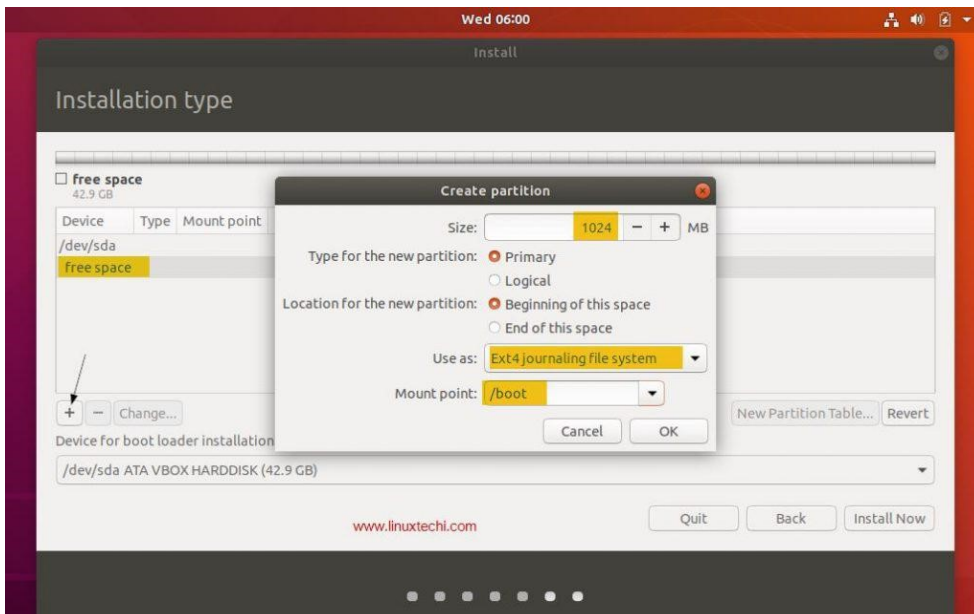 Wed 06:00
Install
Installation type
free space
42.9 GB
Device Type Mount point
/dev/sda
free space
Create partition
Size: 1024 − + MB
Type for the new partition: Primary
Logical
Location for the new partition: Beginning of this space
End of this space
Use as: Ext4 journaling file system
Mount point: /boot
Cancel OK
+ − Change... New Partition Table... Revert
Device for boot loader installation
/dev/sda ATA VBOX HARDDISK (42.9 GB)
www.linuxtechi.com
Quit Back Install Now